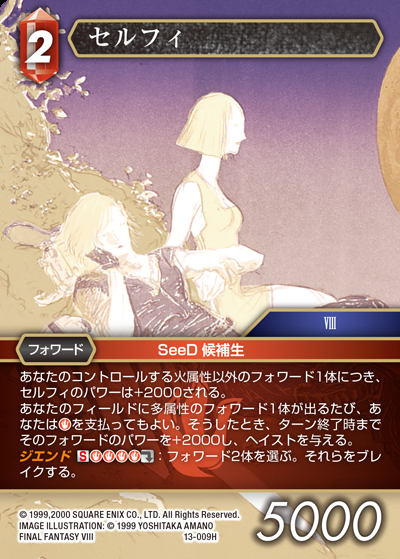 2
セルフィ
VIII
フォワード
SeeD 候補生
あなたのコントロールする火属性以外のフォワード1体につき、
セルフィのパワーは+2000される。
あなたのフィールドに多属性のフォワード1体が出るたび、あ
なたは を支払ってもよい。そうしたとき、ターン終了時まで
そのフォワードのパワーを+2000し、ヘイストを与える。
ジエンド S :フォワード2体を選ぶ。それらをブ
レイクする。
© 1999,2000 SQUARE ENIX CO., LTD. All Rights Reserved.
IMAGE ILLUSTRATION: © 1999 YOSHITAKA AMANO
FINAL FANTASY VIII 13-009H
5000